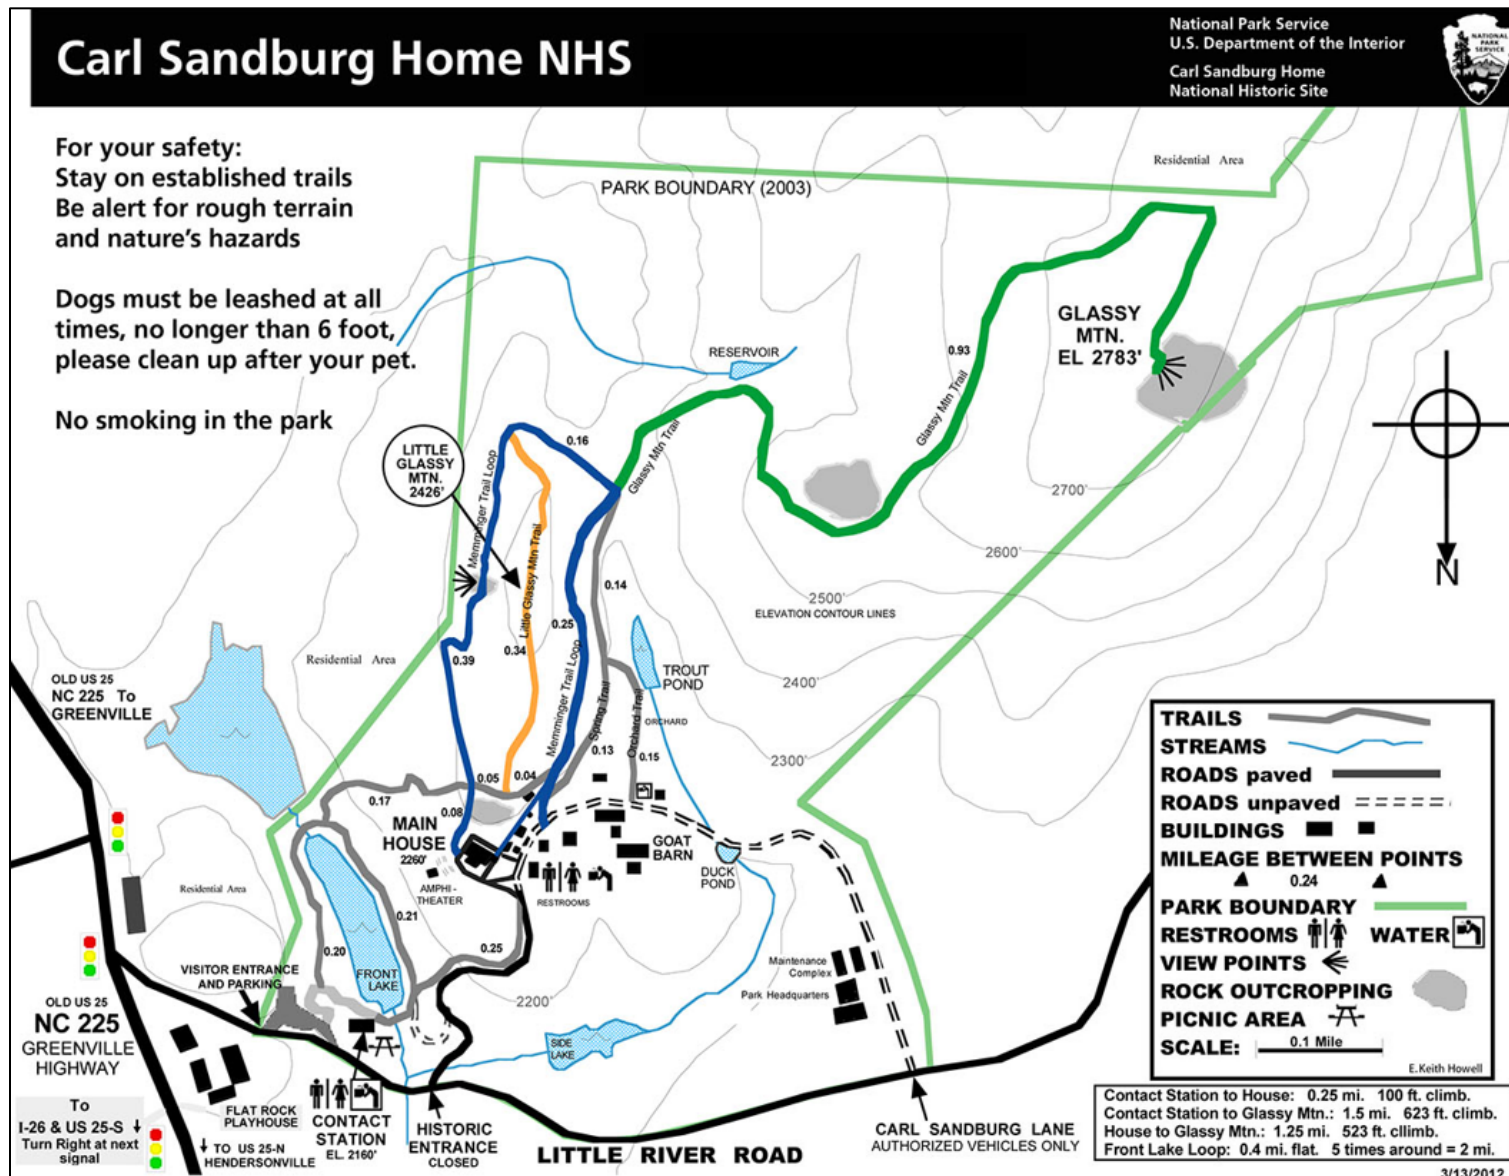 Carl Sandburg Home NHS
National Park Service
U.S. Department of the Interior
Carl Sandburg Home
National Historic Site
NATIONAL
PARK
SERVICE
For your safety:
Stay on established trails
Be alert for rough terrain
and nature's hazards
Dogs must be leashed at all
times, no longer than 6 foot,
please clean up after your pet.
No smoking in the park
PARK BOUNDARY (2003)
Residential Area
GLASSY
MTN.
EL 2783'
RESERVOIR
0.93
Glassy Mtn Trail
Glassy Mtn Trail
0.16
LITTLE
GLASSY
MTN.
2426'
Memminger Trail Loop
Little Glassy Mtn Trail
0.34
0.39
0.25
Memminger Trail Loop
0.14
Spring Trail
0.13
Orchard Trail
0.15
TROUT
POND
ORCHARD
2700'
2600'
2500'
ELEVATION CONTOUR LINES
2400'
2300'
2200'
N
Residential Area
OLD US 25
NC 225 To
GREENVILLE
0.17
0.05
0.04
0.08
MAIN
HOUSE
2260'
AMPHI-
THEATER
RESTROOMS
GOAT
BARN
DUCK
POND
Residential Area
0.21
0.20
0.25
FRONT
LAKE
VISITOR ENTRANCE
AND PARKING
OLD US 25
NC 225
GREENVILLE
HIGHWAY
Maintenance
Complex
Park Headquarters
SIDE
LAKE
To
I-26 & US 25-S ↓
Turn Right at next
signal
FLAT ROCK
PLAYHOUSE
↓ TO US 25-N
HENDERSONVILLE
CONTACT
STATION
EL. 2160'
HISTORIC
ENTRANCE
CLOSED
LITTLE RIVER ROAD
CARL SANDBURG LANE
AUTHORIZED VEHICLES ONLY
TRAILS
STREAMS
ROADS paved
ROADS unpaved
BUILDINGS
MILEAGE BETWEEN POINTS
0.24
PARK BOUNDARY
RESTROOMS WATER
VIEW POINTS
ROCK OUTCROPPING
PICNIC AREA
SCALE: 0.1 Mile
E.Keith Howell
Contact Station to House: 0.25 mi. 100 ft. climb.
Contact Station to Glassy Mtn.: 1.5 mi. 623 ft. climb.
House to Glassy Mtn.: 1.25 mi. 523 ft. cllimb.
Front Lake Loop: 0.4 mi. flat. 5 times around = 2 mi.
3/13/2012